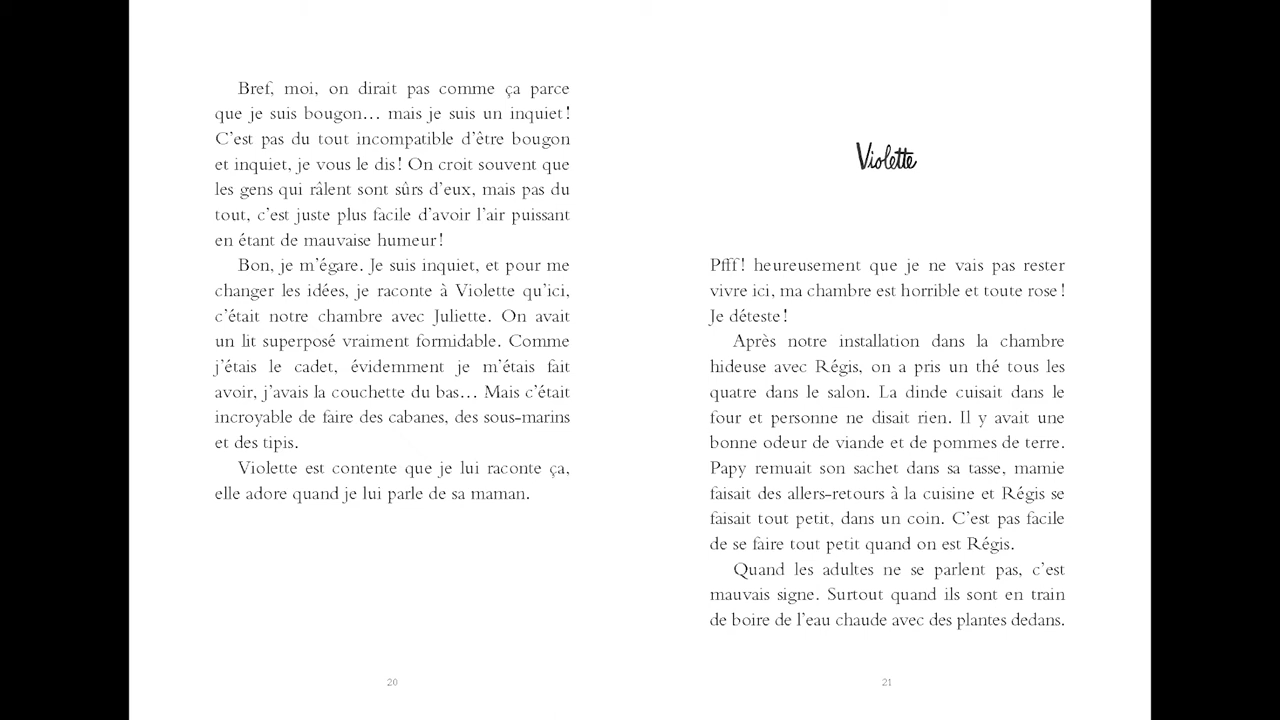 Bref, moi, on dirait pas comme ça parce
que je suis bougon… mais je suis un inquiet !
C’est pas du tout incompatible d’être bougon
et inquiet, je vous le dis ! On croit souvent que
les gens qui râlent sont sûrs d’eux, mais pas du
tout, c’est juste plus facile d’avoir l’air puissant
en étant de mauvaise humeur !
Bon, je m’égare. Je suis inquiet, et pour me
changer les idées, je raconte à Violette qu’ici,
c’était notre chambre avec Juliette. On avait
un lit superposé vraiment formidable. Comme
j’étais le cadet, évidemment je m’étais fait
avoir, j’avais la couchette du bas… Mais c’était
incroyable de faire des cabanes, des sous-marins
et des tipis.
Violette est contente que je lui raconte ça,
elle adore quand je lui parle de sa maman.
20
Violette
Pfff ! heureusement que je ne vais pas rester
vivre ici, ma chambre est horrible et toute rose !
Je déteste !
Après notre installation dans la chambre
hideuse avec Régis, on a pris un thé tous les
quatre dans le salon. La dinde cuisait dans le
four et personne ne disait rien. Il y avait une
bonne odeur de viande et de pommes de terre.
Papy remuait son sachet dans sa tasse, mamie
faisait des allers-retours à la cuisine et Régis se
faisait tout petit, dans un coin. C’est pas facile
de se faire tout petit quand on est Régis.
Quand les adultes ne se parlent pas, c’est
mauvais signe. Surtout quand ils sont en train
de boire de l’eau chaude avec des plantes dedans.
21